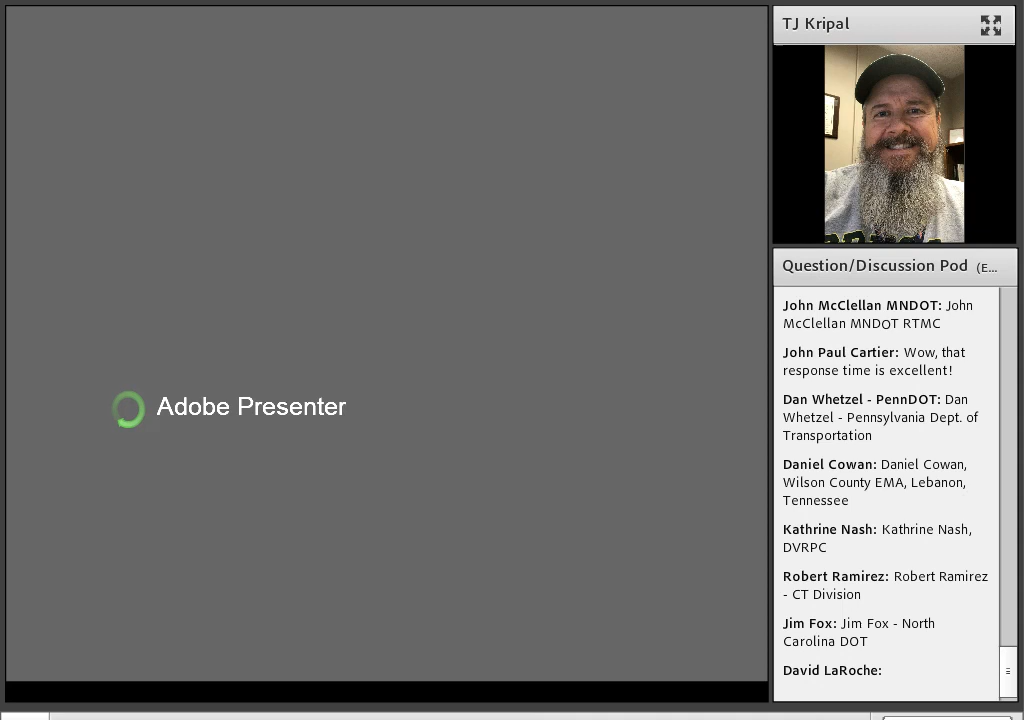 TJ Kripal
Adobe Presenter
Question/Discussion Pod (E...
John McClellan MNDOT: John
McClellan MNDOT RTMC
John Paul Cartier: Wow, that
response time is excellent!
Dan Whetzel - PennDOT: Dan
Whetzel - Pennsylvania Dept. of
Transportation
Daniel Cowan: Daniel Cowan,
Wilson County EMA, Lebanon,
Tennessee
Kathrine Nash: Kathrine Nash,
DVRPC
Robert Ramirez: Robert Ramirez
- CT Division
Jim Fox: Jim Fox - North
Carolina DOT
David LaRoche: